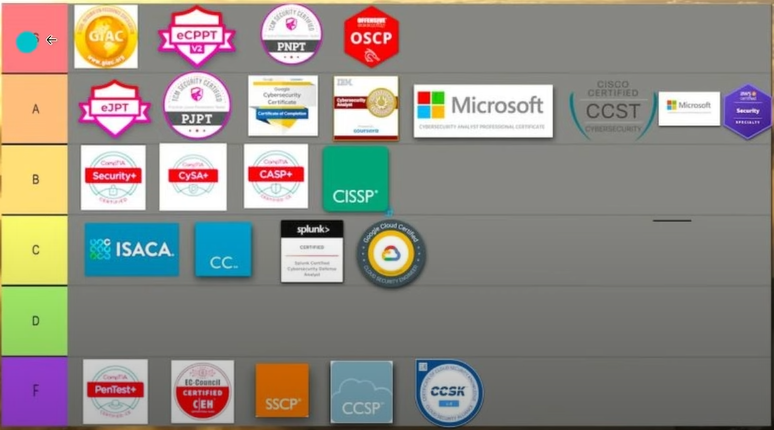 S
GIAC
www.giac.org
eCPPT
V2
TCM SECURITY CERTIFIED
PNPT
OFFENSIVE
OSCP
A
eJPT
TCM SECURITY CERTIFIED
PJPT
Google
Cybersecurity
Certificate
Certificate of Completion
IBM
Cybersecurity
Analyst
coursera
Microsoft
CYBERSECURITY ANALYST PROFESSIONAL CERTIFICATE
CISCO
CERTIFIED
CCST
CYBERSECURITY
Microsoft
aws
certified
Security
SPECIALTY
B
CompTIA
Security+
CERTIFIED
CompTIA
CySA+
CompTIA
CASP+
CISSP
C
ISACA
CC
splunk>
CERTIFIED
Splunk Certified
Cybersecurity Defense
Analyst
Google Cloud Certified
CLOUD SECURITY ENGINEER
D
F
CompTIA
PenTest+
EC-Council
CERTIFIED
CEH
SSCP
CCSP
CCSK